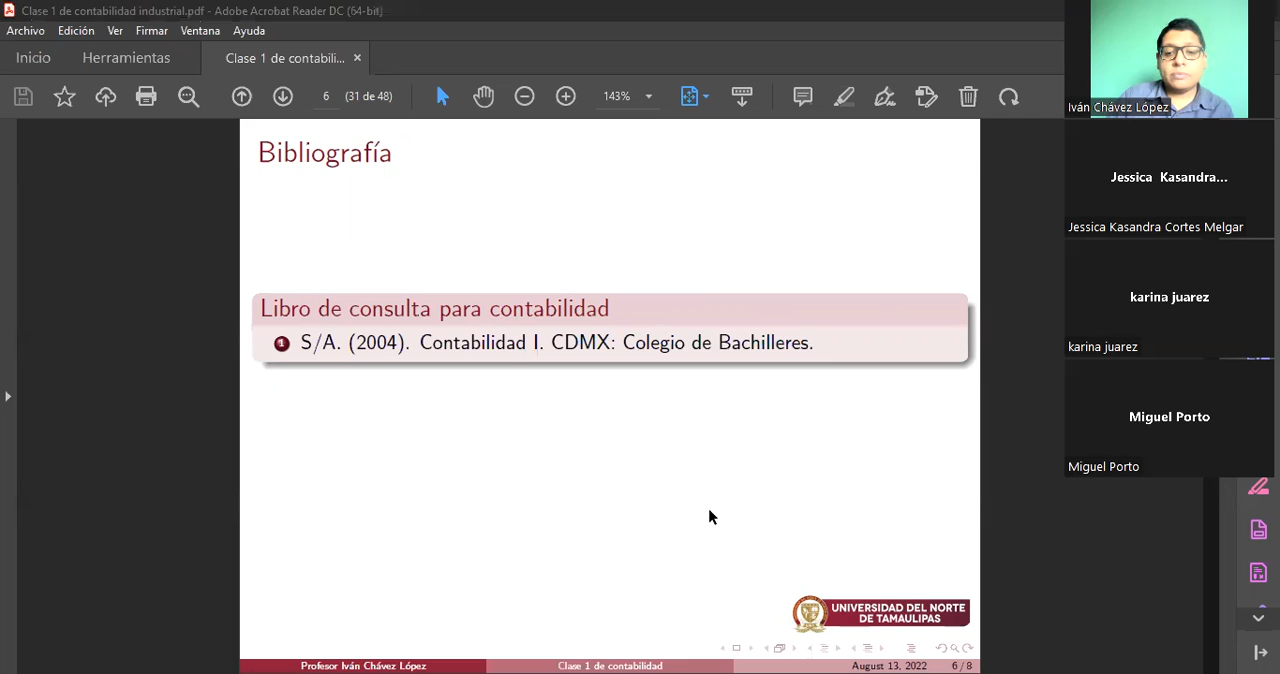 Clase 1 de contabilidad industrial.pdf - Adobe Acrobat Reader DC (64-bit)
Archivo Edición Ver Firmar Ventana Ayuda
Inicio Herramientas Clase 1 de contabili... ×
6 (31 de 48) 143%
Bibliografía
Libro de consulta para contabilidad
1 S/A. (2004). Contabilidad I. CDMX: Colegio de Bachilleres.
UNIVERSIDAD DEL NORTE
DE TAMAULIPAS
Profesor Iván Chávez López Clase 1 de contabilidad August 13, 2022 6 / 8
Iván Chávez López
Jessica Kasandra...
Jessica Kasandra Cortes Melgar
karina juarez
karina juarez
Miguel Porto
Miguel Porto